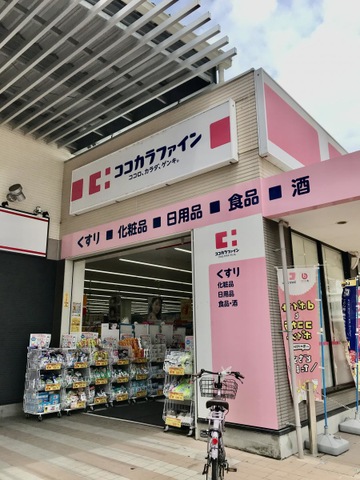 ココカラファイン
ココロ、カラダ、ゲンキ。
くすり ■ 化粧品 ■ 日用品 ■ 食品 ■ 酒
ココカラファイン
くすり
化粧品
日用品
食品・酒